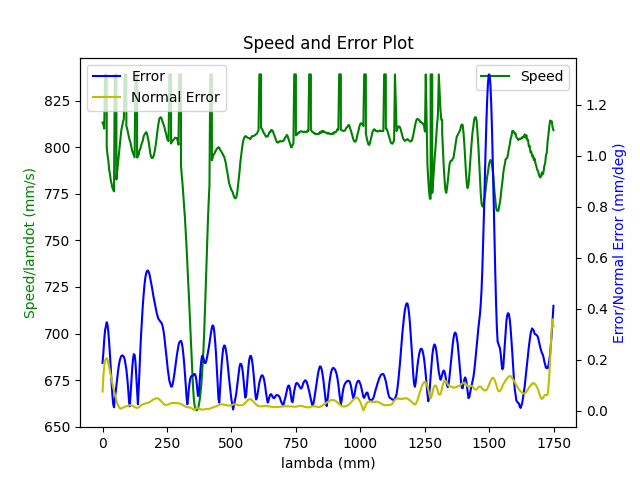 Speed and Error Plot
Error
Normal Error
Speed
Speed/lamdot (mm/s)
825
800
775
750
725
700
675
650
1.2
1.0
0.8
0.6
0.4
0.2
0.0
Error/Normal Error (mm/deg)
0 250 500 750 1000 1250 1500 1750
lambda (mm)